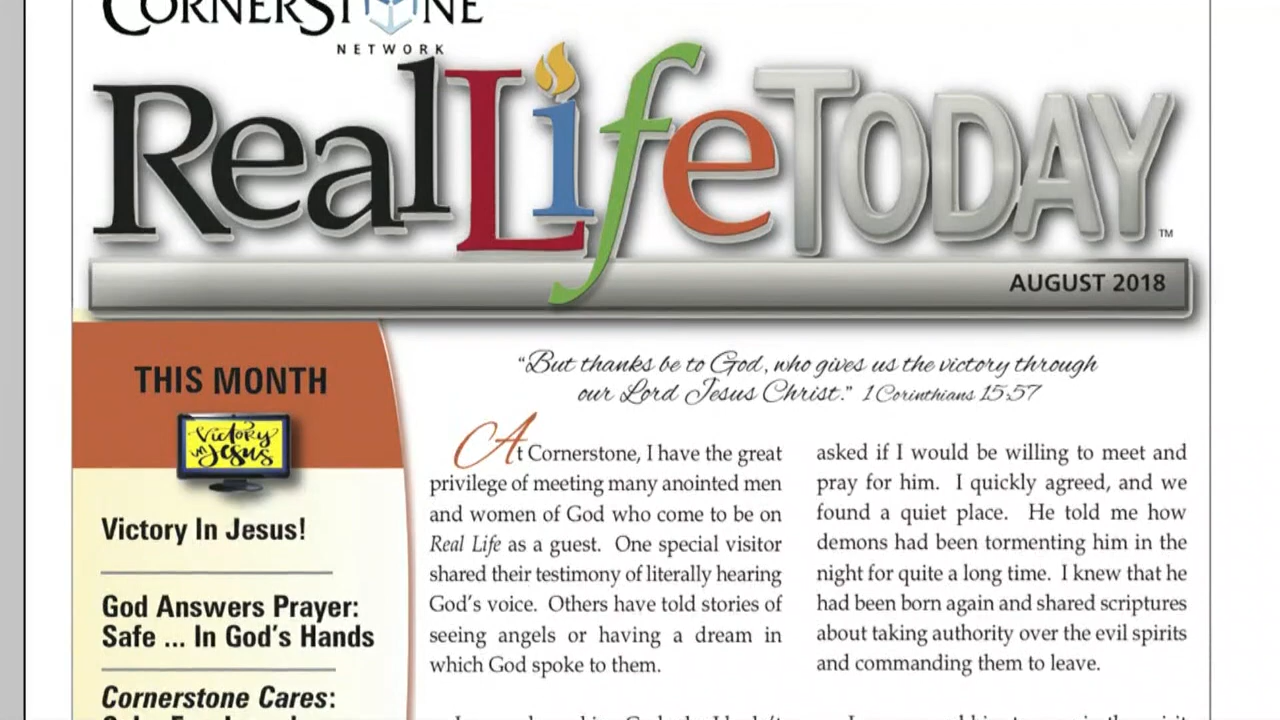 CORNERSTONE
NETWORK
RealLifeTODAY
™
AUGUST 2018
THIS MONTH
Victory
in
Jesus
Victory In Jesus!
God Answers Prayer:
Safe ... In God's Hands
Cornerstone Cares:
“But thanks be to God, who gives us the victory through
our Lord Jesus Christ.” 1 Corinthians 15:57
At Cornerstone, I have the great
privilege of meeting many anointed men
and women of God who come to be on
Real Life as a guest. One special visitor
shared their testimony of literally hearing
God's voice. Others have told stories of
seeing angels or having a dream in
which God spoke to them.
asked if I would be willing to meet and
pray for him. I quickly agreed, and we
found a quiet place. He told me how
demons had been tormenting him in the
night for quite a long time. I knew that he
had been born again and shared scriptures
about taking authority over the evil spirits
and commanding them to leave.